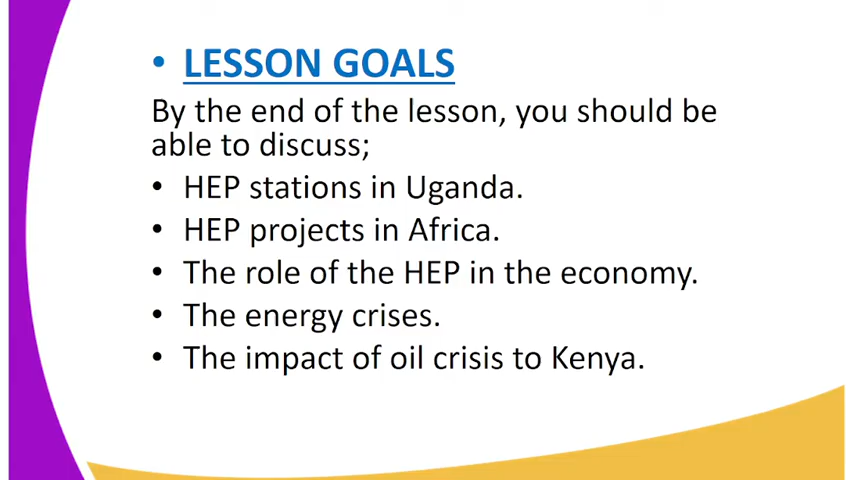 • LESSON GOALS
By the end of the lesson, you should be
able to discuss;
• HEP stations in Uganda.
• HEP projects in Africa.
• The role of the HEP in the economy.
• The energy crises.
• The impact of oil crisis to Kenya.